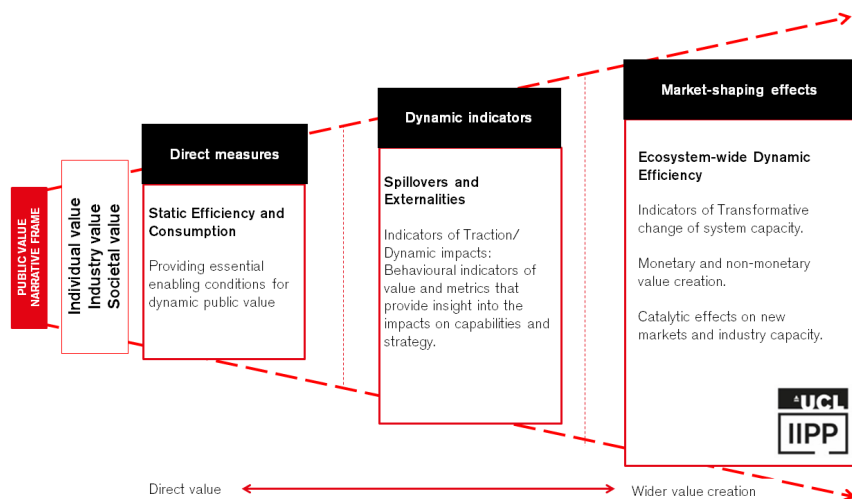 PUBLIC VALUE
NARRATIVE FRAME
Individual value
Industry value
Societal value
Direct measures
Static Efficiency and
Consumption
Providing essential
enabling conditions for
dynamic public value
Dynamic indicators
Spillovers and
Externalities
Indicators of Traction/
Dynamic impacts:
Behavioural indicators of
value and metrics that
provide insight into the
impacts on capabilities and
strategy.
Market-shaping effects
Ecosystem-wide Dynamic
Efficiency
Indicators of Transformative
change of system capacity.
Monetary and non-monetary
value creation.
Catalytic effects on new
markets and industry capacity.
UCL
IIPP
Direct value
Wider value creation